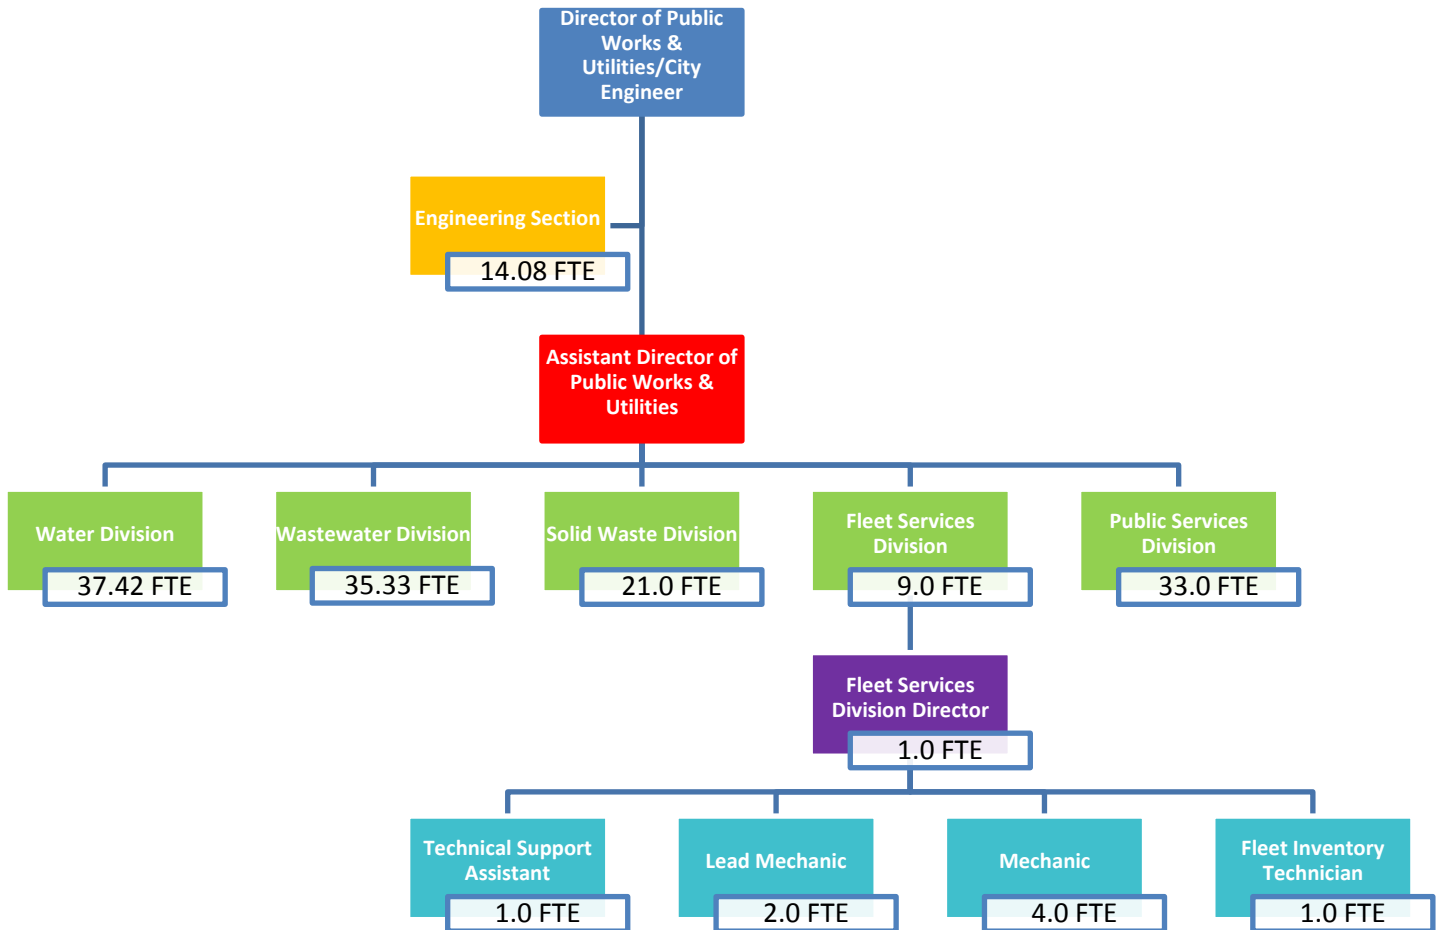 Director of Public
Works &
Utilities/City
Engineer
Engineering Section
14.08 FTE
Assistant Director of
Public Works &
Utilities
Water Division
37.42 FTE
Wastewater Division
35.33 FTE
Solid Waste Division
21.0 FTE
Fleet Services
Division
9.0 FTE
Public Services
Division
33.0 FTE
Fleet Services
Division Director
1.0 FTE
Technical Support
Assistant
1.0 FTE
Lead Mechanic
2.0 FTE
Mechanic
4.0 FTE
Fleet Inventory
Technician
1.0 FTE